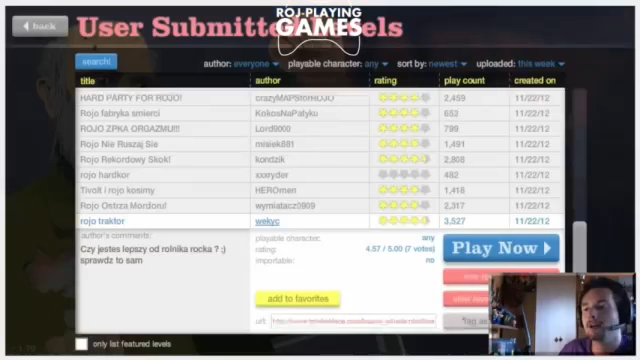 back
User Submitted Levels
ROJ-PLAYING
GAMES
search!
author: everyone playable character: any sort by: newest uploaded: this week
title author rating play count created on
HARD PARTY FOR ROJO! crazyMAPStorROJO 2,459 11/22/12
Rojo fabryka smierci KokosNaPatyku 653 11/22/12
ROJO ZPKA ORGAZMU!!! Lord9000 799 11/22/12
Rojo Nie Ruszaj Sie misiek881 1,491 11/22/12
Rojo Rekordowy Skok! kondzik 2,808 11/22/12
rojo hardkor xxxryder 482 11/22/12
Tivolt i rojo kosimy HEROmen 1,418 11/22/12
Rojo Ostrza Mordoru! wymiatacz0909 2,317 11/22/12
rojo traktor wekyc 3,527 11/22/12
author's comments:
Czy jestes lepszy od rolnika rocka ? ;)
sprawdz to sam
playable character: any
rating: 4.57 / 5.00 (7 votes)
importable: no
Play Now
add to favorites
url:
only list featured levels